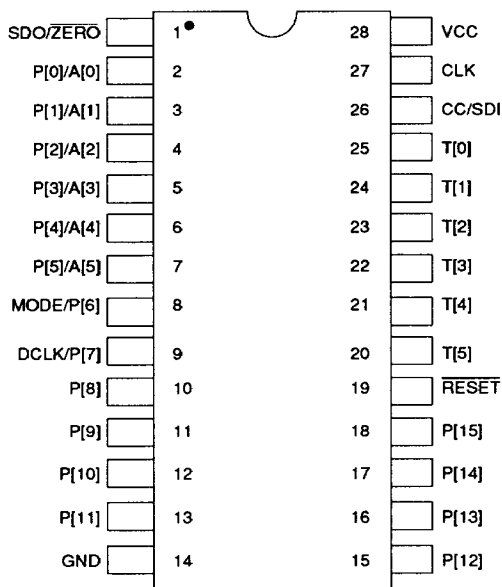 SDO/ZERO 1 28 VCC
P[0]/A[0] 2 27 CLK
P[1]/A[1] 3 26 CC/SDI
P[2]/A[2] 4 25 T[0]
P[3]/A[3] 5 24 T[1]
P[4]/A[4] 6 23 T[2]
P[5]/A[5] 7 22 T[3]
MODE/P[6] 8 21 T[4]
DCLK/P[7] 9 20 T[5]
P[8] 10 19 RESET
P[9] 11 18 P[15]
P[10] 12 17 P[14]
P[11] 13 16 P[13]
GND 14 15 P[12]